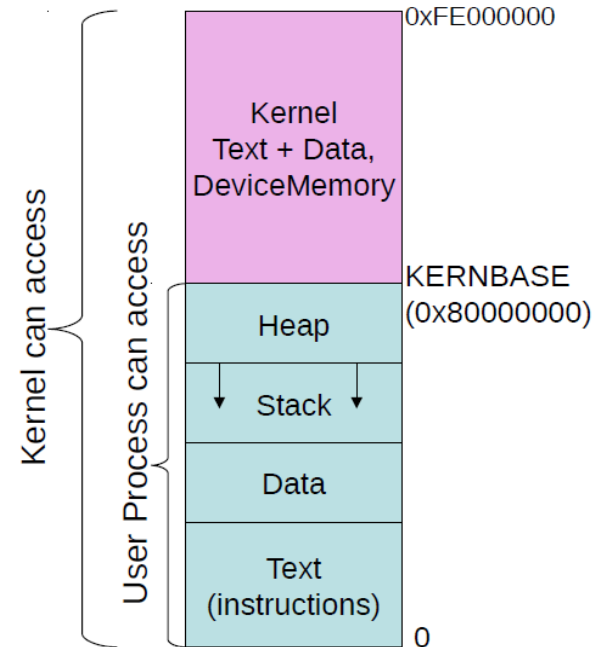 0xFE000000
Kernel
Text + Data,
DeviceMemory
Kernel can access
User Process can access
KERNBASE
(0x80000000)
Heap
Stack
Data
Text
(instructions)
0